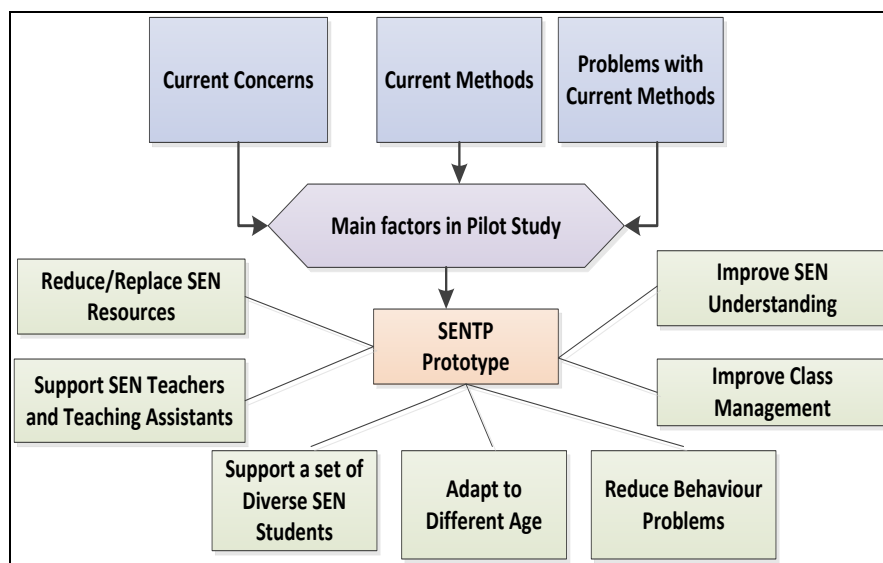 Current Concerns
Current Methods
Problems with
Current Methods
Main factors in Pilot Study
Reduce/Replace SEN
Resources
SENTP
Prototype
Improve SEN
Understanding
Support SEN Teachers
and Teaching Assistants
Improve Class
Management
Support a set of
Diverse SEN
Students
Adapt to
Different Age
Reduce Behaviour
Problems